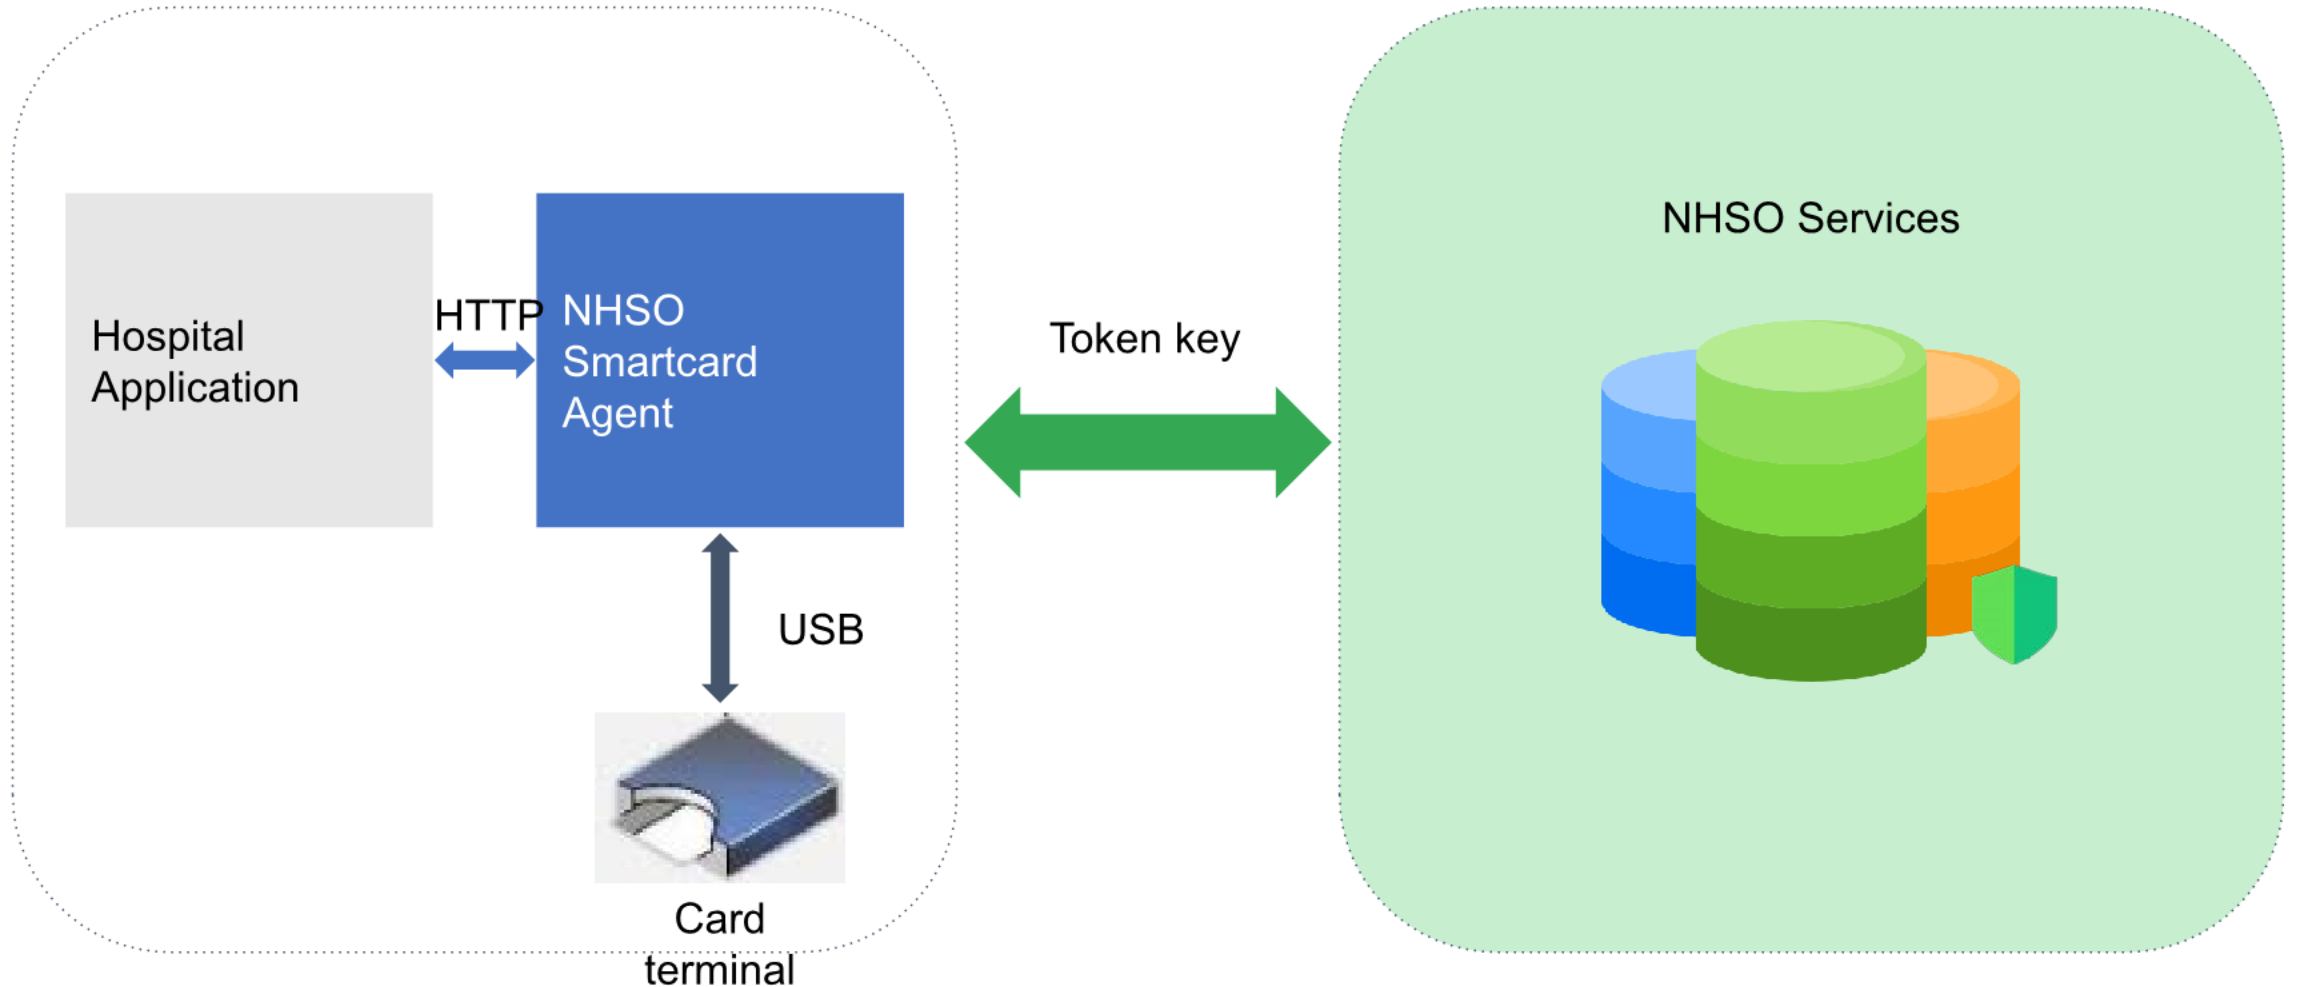 Hospital
Application
HTTP
NHSO
Smartcard
Agent
USB
Card
terminal
Token key
NHSO Services